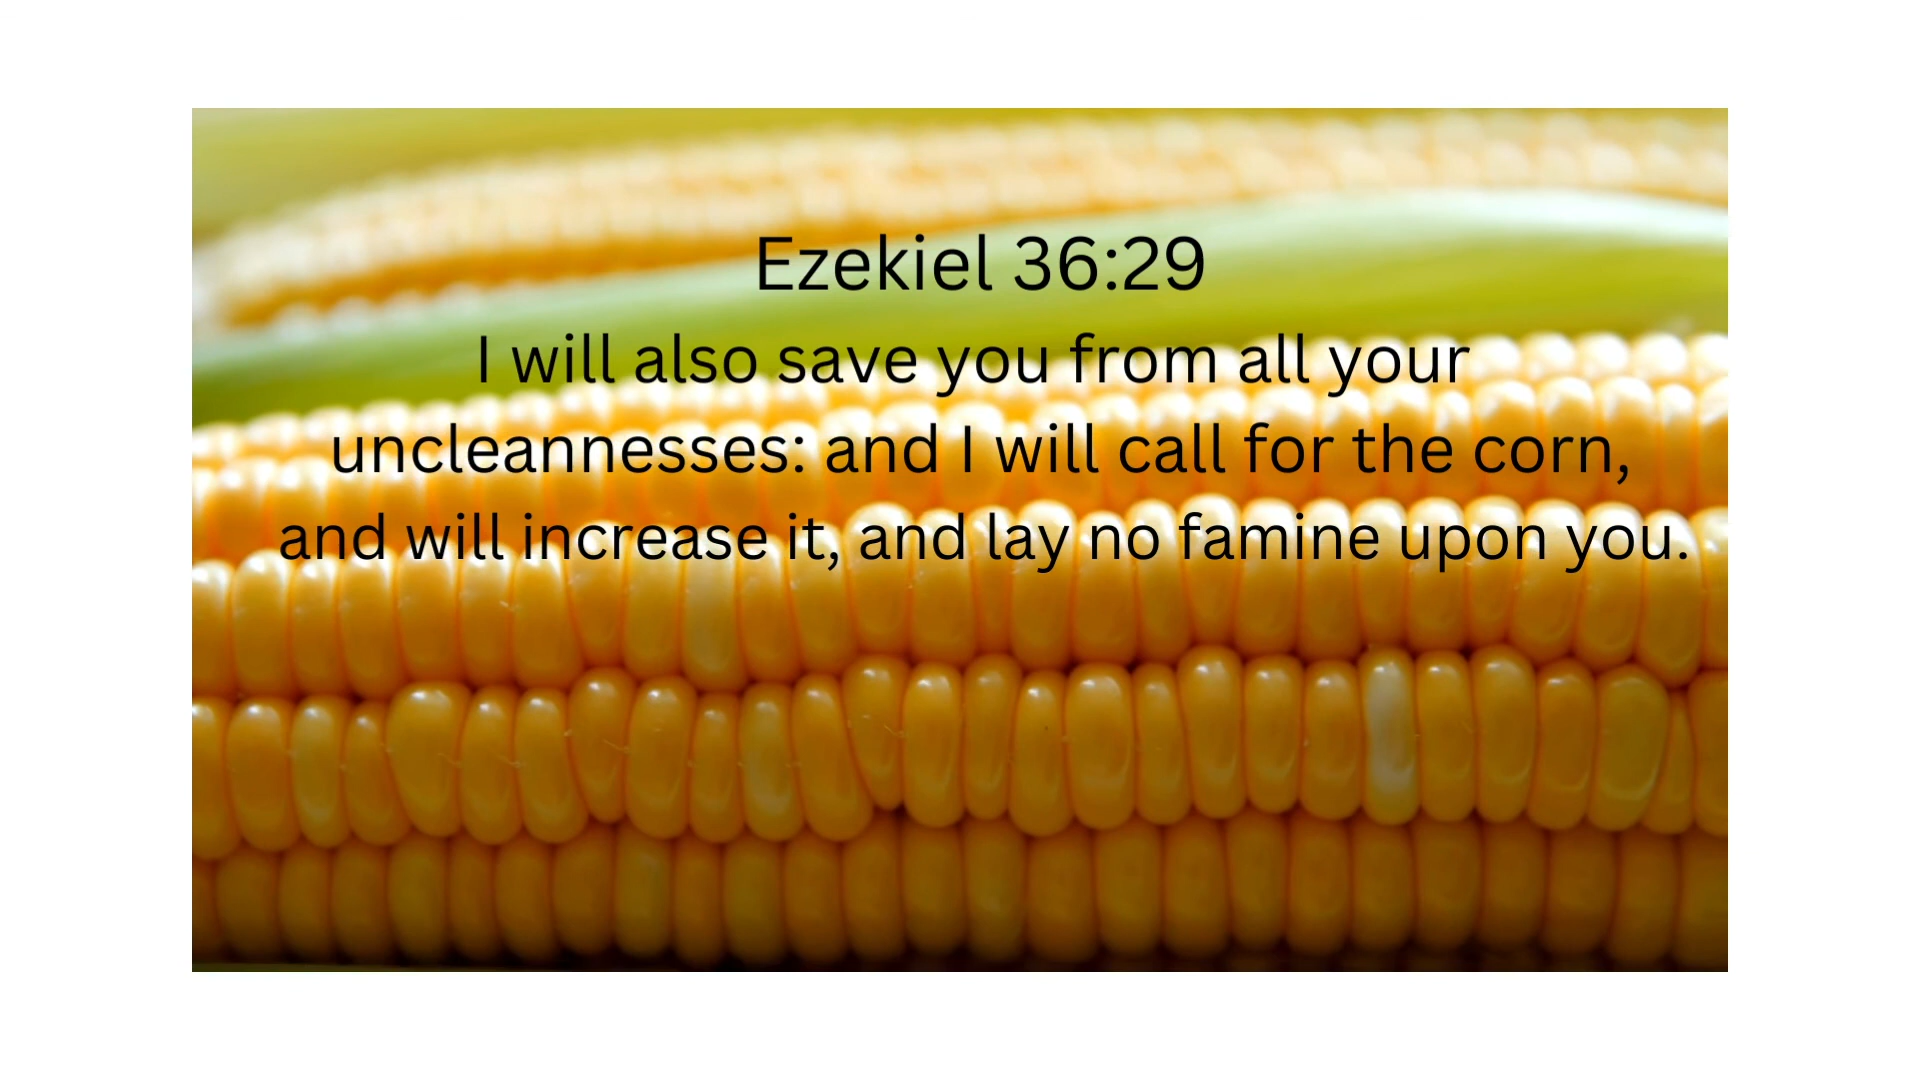 Ezekiel 36:29
I will also save you from all your
uncleannesses: and I will call for the corn,
and will increase it, and lay no famine upon you.